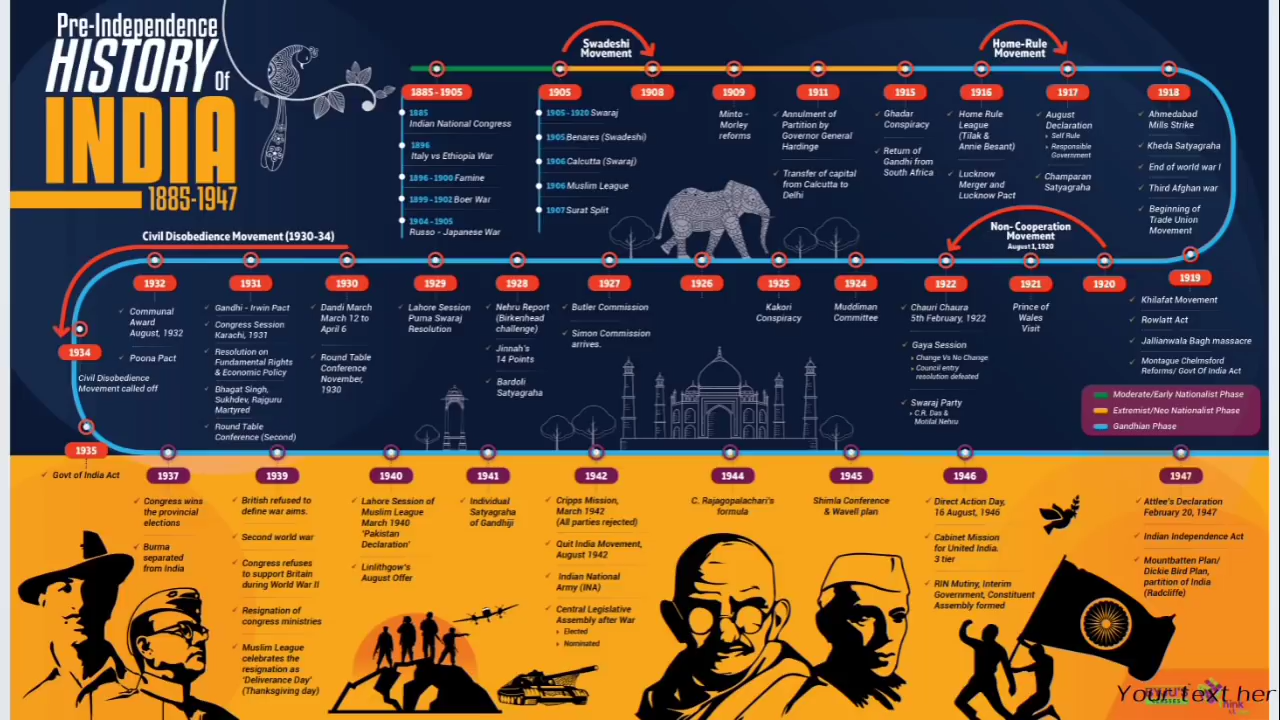 Pre-Independence
HISTORY Of
INDIA
1885-1947
Swadeshi
Movement
Home-Rule
Movement
1885-1905
1885
Indian National Congress
1896
Italy vs Ethiopia War
1896-1900 Famine
1899-1902 Boer War
1904-1905
Russo - Japanese War
1905
1905-1920 Swaraj
1905 Benares (Swadeshi)
1906 Calcutta (Swaraj)
1906 Muslim League
1907 Surat Split
1908
1909
Minto -
Morley
reforms
1911
Annulment of
Partition by
Governor General
Hardinge
Transfer of capital
from Calcutta to
Delhi
1915
Ghadar
Conspiracy
Return of
Gandhi from
South Africa
1916
Home Rule
League
(Tilak &
Annie Besant)
Lucknow
Merger and
Lucknow Pact
1917
August
Declaration
Self Rule
Responsible
Government
Champaran
Satyagraha
1918
Ahmedabad
Mills Strike
Kheda Satyagraha
End of world war I
Third Afghan war
Beginning of
Trade Union
Movement
Civil Disobedience Movement (1930-34)
Non- Cooperation
Movement
August 1,1920
1932
Communal
Award
August, 1932
Poona Pact
1931
Gandhi - Irwin Pact
Congress Session
Karachi, 1931
Resolution on
Fundamental Rights
& Economic Policy
Bhagat Singh,
Sukhdev, Rajguru
Martyred
Round Table
Conference (Second)
1930
Dandi March
March 12 to
April 6
Round Table
Conference
November,
1930
1929
Lahore Session
Purna Swaraj
Resolution
1928
Nehru Report
(Birkenhead
challenge)
Jinnah's
14 Points
Bardoli
Satyagraha
1927
Butler Commission
Simon Commission
arrives.
1926
1925
Kakori
Conspiracy
1924
Muddiman
Committee
1922
Chauri Chaura
5th February, 1922
Gaya Session
Change Vs No Change
Council entry
resolution defeated
Swaraj Party
C.R. Das &
Motilal Nehru
1921
Prince of
Wales
Visit
1920
1919
Khilafat Movement
Rowlatt Act
Jallianwala Bagh massacre
Montague Chelmsford
Reforms/ Govt Of India Act
1934
Civil Disobedience
Movement called off
Moderate/Early Nationalist Phase
Extremist/Neo Nationalist Phase
Gandhian Phase
1935
Govt of India Act
1937
Congress wins
the provincial
elections
Burma
separated
from India
1939
British refused to
define war aims.
Second world war
Congress refuses
to support Britain
during World War II
Resignation of
congress ministries
Muslim League
celebrates the
resignation as
'Deliverance Day'
(Thanksgiving day)
1940
Lahore Session of
Muslim League
March 1940
'Pakistan
Declaration'
Linlithgow's
August Offer
1941
Individual
Satyagraha
of Gandhiji
1942
Cripps Mission,
March 1942
(All parties rejected)
Quit India Movement,
August 1942
Indian National
Army (INA)
Central Legislative
Assembly after War
Elected
Nominated
1944
C. Rajagopalachari's
formula
1945
Shimla Conference
& Wavell plan
1946
Direct Action Day,
16 August, 1946
Cabinet Mission
for United India.
3 tier
RIN Mutiny, Interim
Government, Constituent
Assembly formed
1947
Attlee's Declaration
February 20, 1947
Indian Independence Act
Mountbatten Plan/
Dickie Bird Plan,
partition of India
(Radcliffe)
Your text her